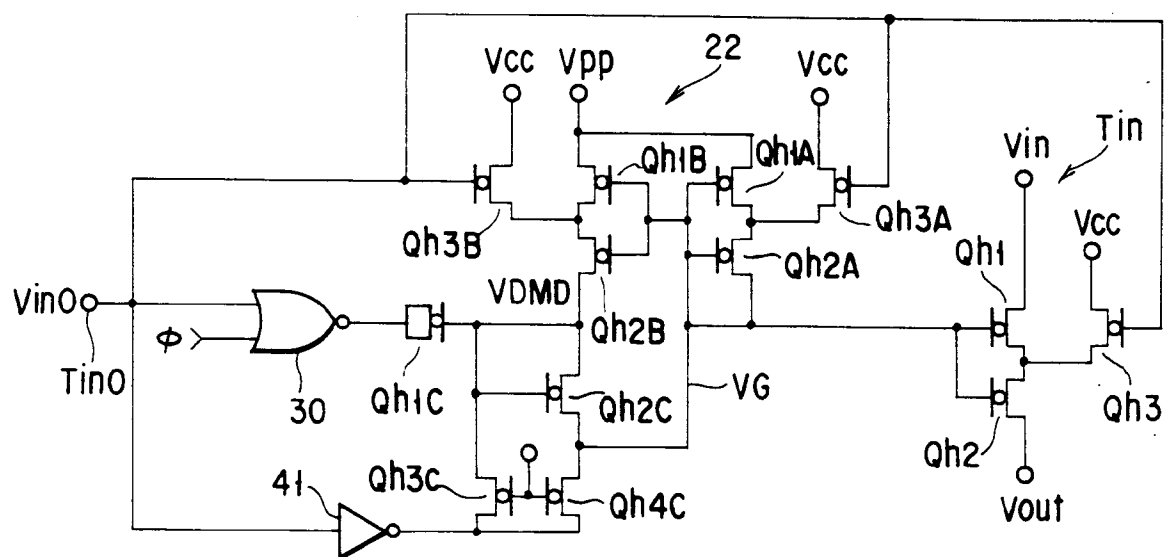 22
Vcc
Vpp
Vcc
Vin
Tin
Qh1B
Qh1A
Qh3B
Qh3A
Vcc
Qh2A
Qh1
VDMD
Vin0
Qh2B
φ
Tin0
30
Qh1C
Qh2C
VG
Qh3
Qh2
41
Qh3C
Qh4C
Vout